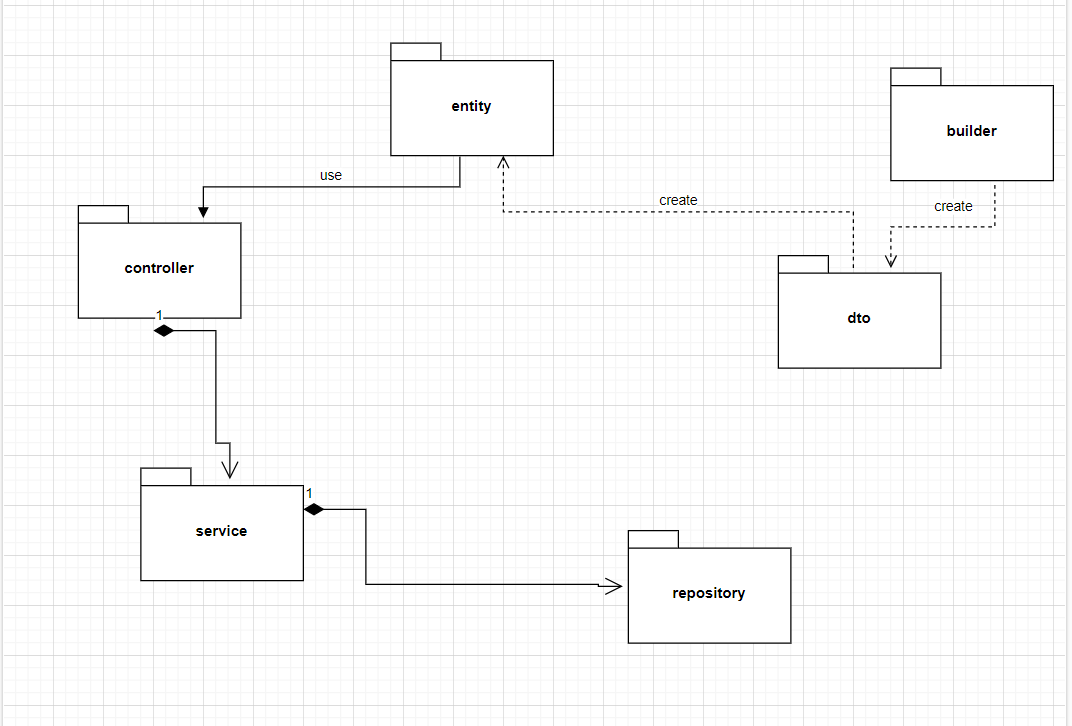 entity
builder
use
create
create
controller
1
dto
1
service
repository